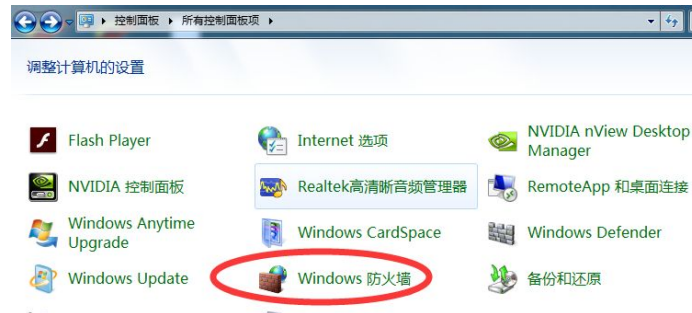 控制面板 ▸ 所有控制面板项 ▸
调整计算机的设置
Flash Player
Internet 选项
NVIDIA nView Desktop
Manager
NVIDIA 控制面板
Realtek高清晰音频管理器
RemoteApp 和桌面连接
Windows Anytime
Upgrade
Windows CardSpace
Windows Defender
Windows Update
Windows 防火墙
备份和还原